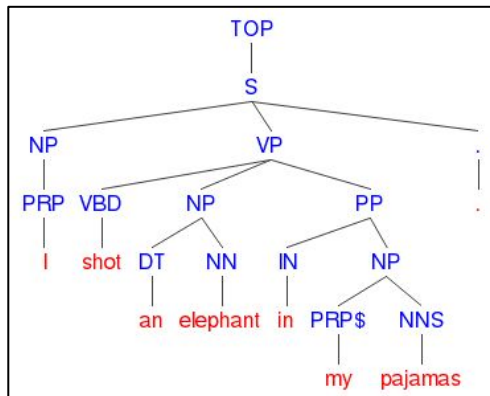 TOP
S
NP VP .
PRP VBD NP PP .
I shot DT NN IN NP
an elephant in PRP$ NNS
my pajamas